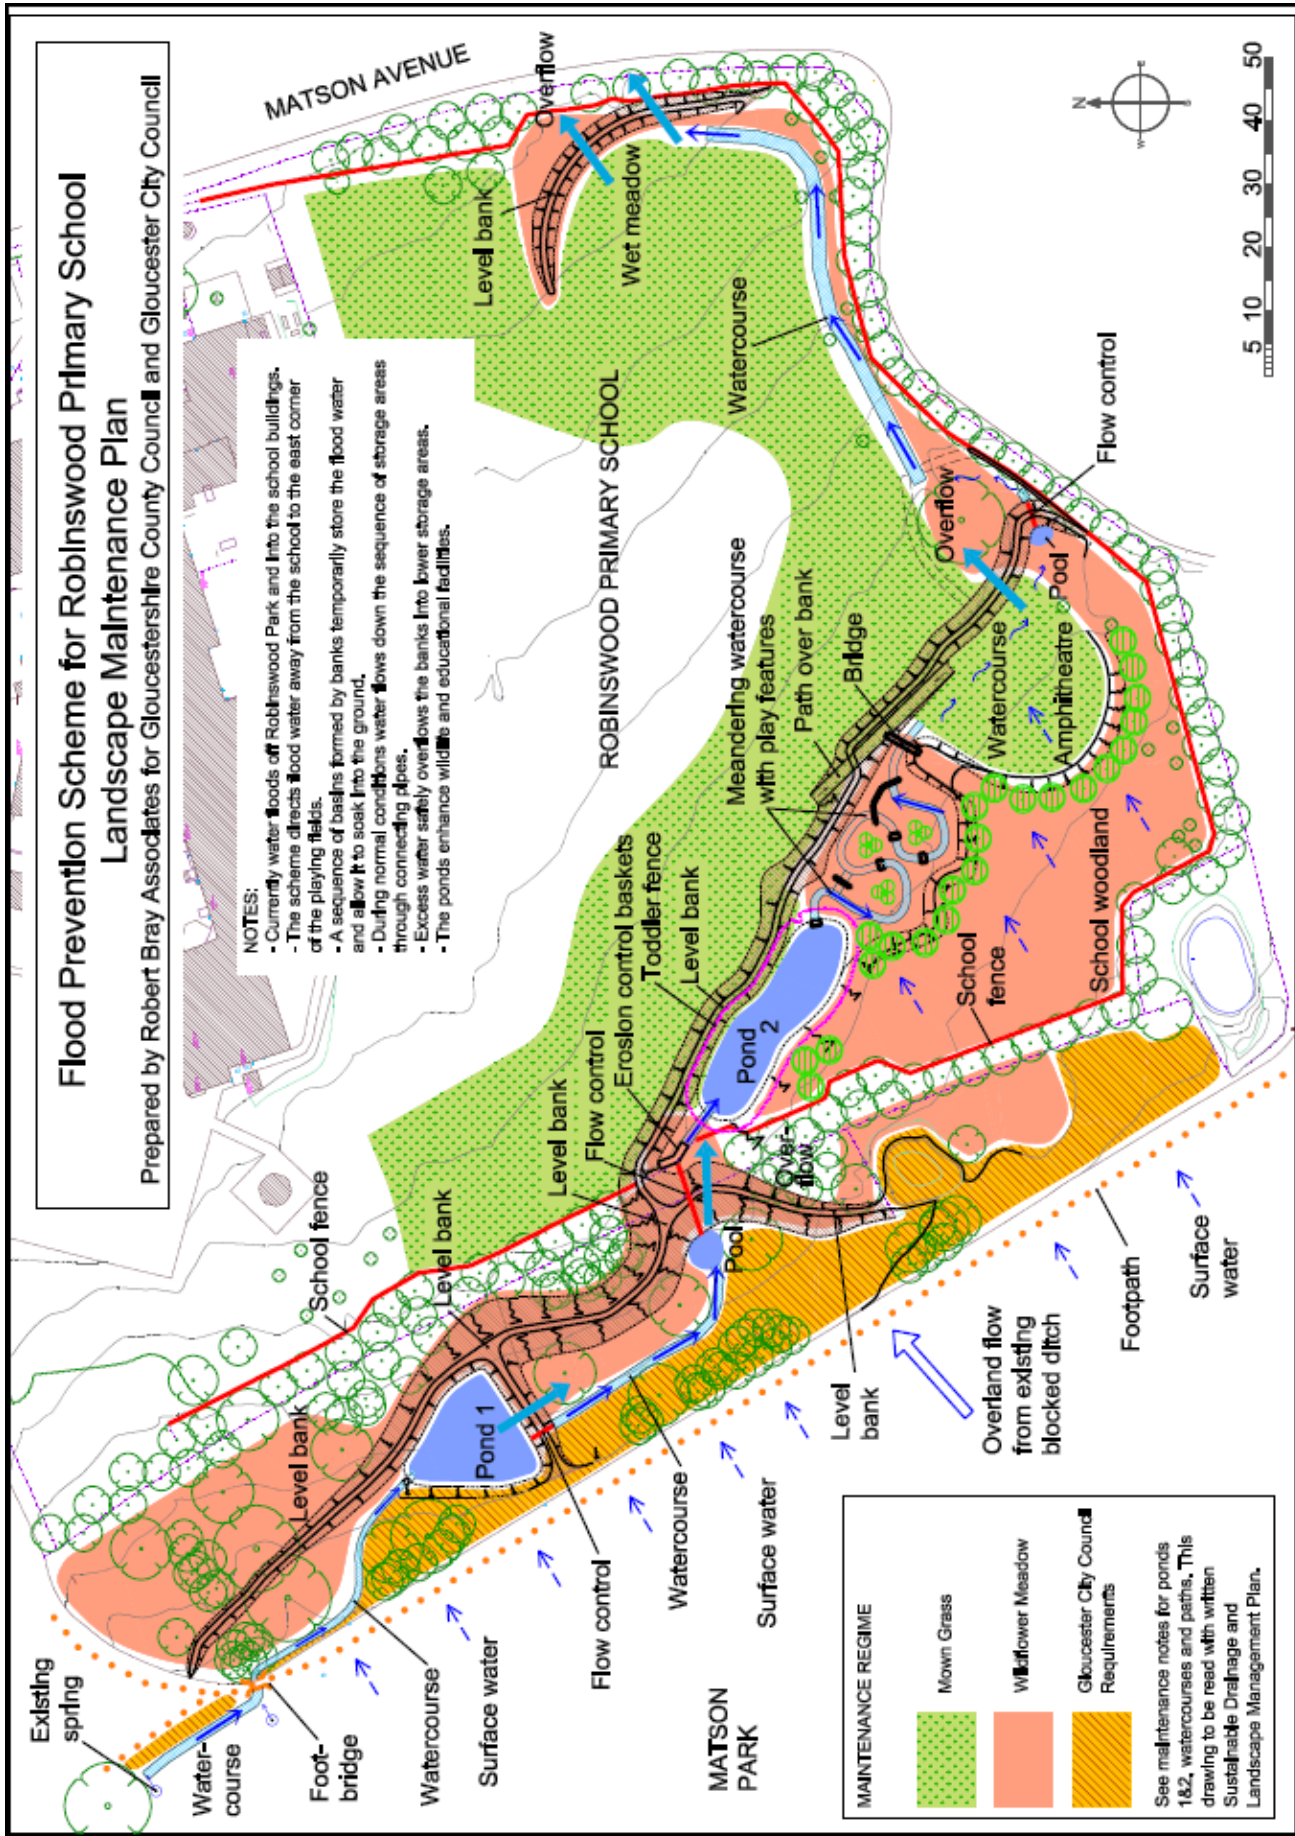 Flood Prevention Scheme for Robinswood Primary School
Landscape Maintenance Plan
Prepared by Robert Bray Associates for Gloucestershire County Council and Gloucester City Council
NOTES:
- Currently water floods off Robinswood Park and into the school buildings.
- The scheme directs flood water away from the school to the east corner
of the playing fields.
- A sequence of basins formed by banks temporarily store the flood water
and allow it to soak into the ground.
- During normal conditions water flows down the sequence of storage areas
through connecting pipes.
- Excess water safely overflows the banks into lower storage areas.
- The ponds enhance wildlife and educational facilities.
MATSON AVENUE
Overflow
Level bank
Wet meadow
Watercourse
ROBINSWOOD PRIMARY SCHOOL
Flow control
Overflow
Pool
Watercourse
Amphitheatre
Meandering watercourse
with play features
Path over bank
Bridge
Erosion control baskets
Toddler fence
Level bank
Pond
2
School
fence
School woodland
Level bank
Flow control
Over-
flow
School fence
Level bank
Pool
Level bank
Pond 1
Level
bank
Overland flow
from existing
blocked ditch
Footpath
Surface
water
Existing
spring
Water-
course
Foot-
bridge
Watercourse
Surface water
Flow control
Watercourse
Surface water
MATSON
PARK
MAINTENANCE REGIME
Mown Grass
Wildflower Meadow
Gloucester City Council
Requirements
See maintenance notes for ponds
1&2, watercourses and paths. This
drawing to be read with written
Sustainable Drainage and
Landscape Management Plan.
N
E
S
W
5 10 20 30 40 50